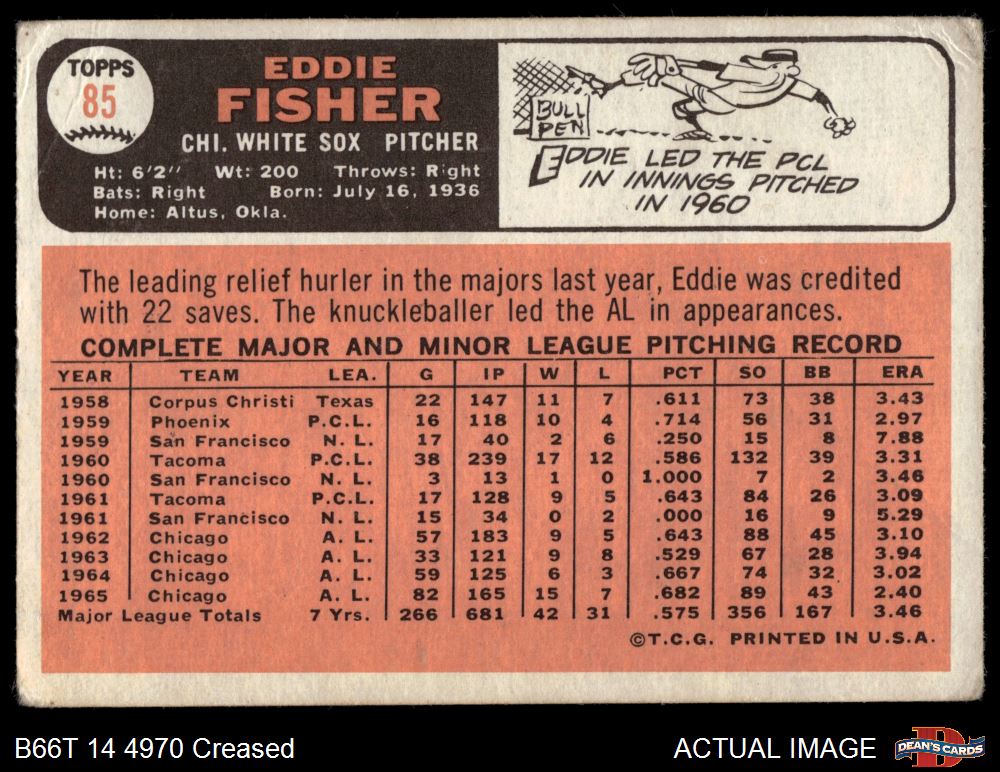 TOPPS
85
EDDIE
FISHER
CHI. WHITE SOX PITCHER
Ht: 6'2" Wt: 200 Throws: Right
Bats: Right Born: July 16, 1936
Home: Altus, Okla.
BULL
PEN
EDDIE LED THE PCL
IN INNINGS PITCHED
IN 1960
The leading relief hurler in the majors last year, Eddie was credited
with 22 saves. The knuckleballer led the AL in appearances.
COMPLETE MAJOR AND MINOR LEAGUE PITCHING RECORD
YEAR TEAM LEA. G IP W L PCT SO BB ERA
1958 Corpus Christi Texas 22 147 11 7 .611 73 38 3.43
1959 Phoenix P.C.L. 16 118 10 4 .714 56 31 2.97
1959 San Francisco N. L. 17 40 2 6 .250 15 8 7.88
1960 Tacoma P.C.L. 38 239 17 12 .586 132 39 3.31
1960 San Francisco N. L. 3 13 1 0 1.000 7 2 3.46
1961 Tacoma P.C.L. 17 128 9 5 .643 84 26 3.09
1961 San Francisco N. L. 15 34 0 2 .000 16 9 5.29
1962 Chicago A. L. 57 183 9 5 .643 88 45 3.10
1963 Chicago A. L. 33 121 9 8 .529 67 28 3.94
1964 Chicago A. L. 59 125 6 3 .667 74 32 3.02
1965 Chicago A. L. 82 165 15 7 .682 89 43 2.40
Major League Totals 7 Yrs. 266 681 42 31 .575 356 167 3.46
©T.C.G. PRINTED IN U.S.A.
B66T 14 4970 Creased
ACTUAL IMAGE
DEAN'S CARDS